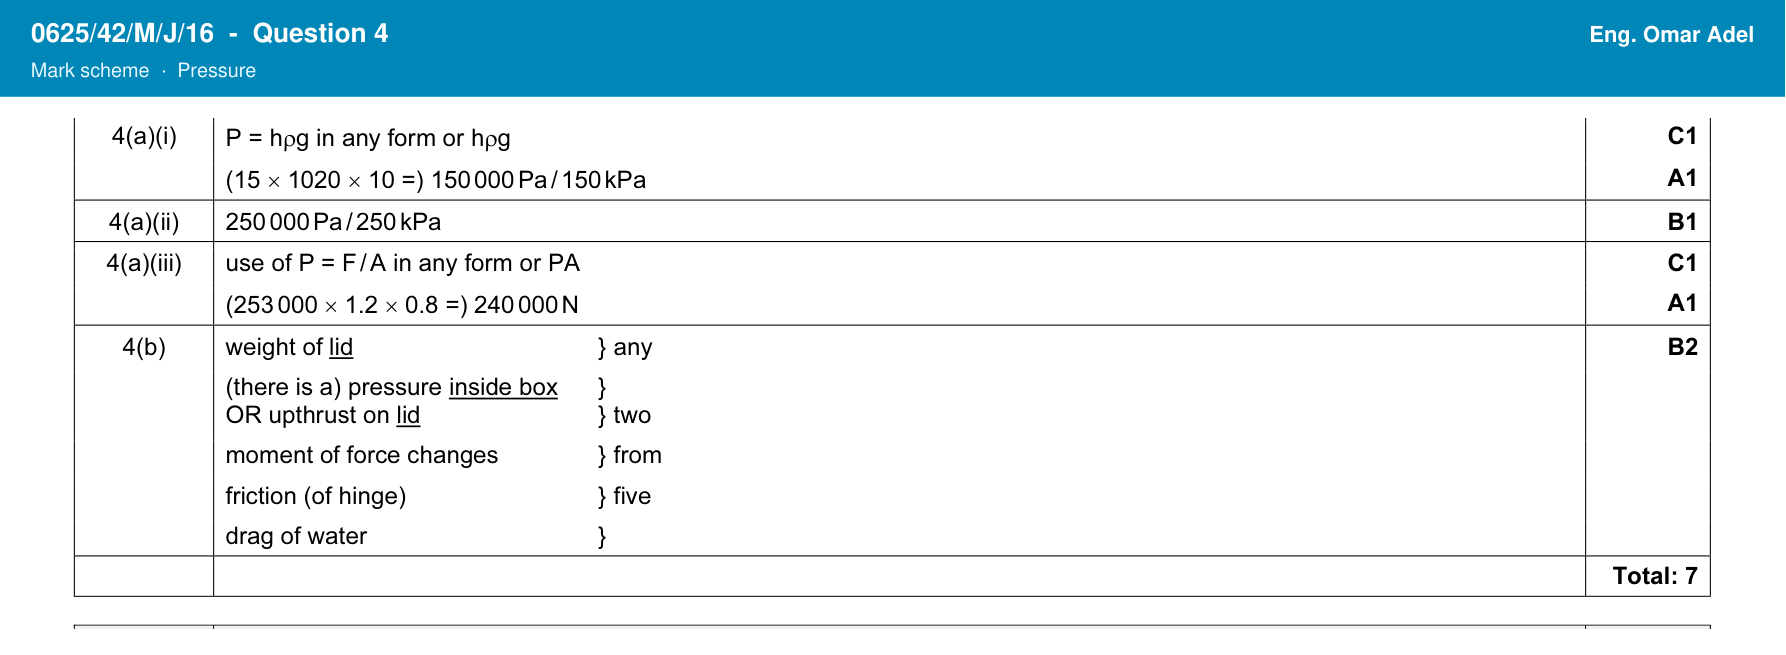 0625/42/M/J/16 - Question 4
Eng. Omar Adel
Mark scheme · Pressure
4(a)(i) P = hρg in any form or hρg C1
(15 × 1020 × 10 =) 150 000 Pa / 150 kPa A1
4(a)(ii) 250 000 Pa / 250 kPa B1
4(a)(iii) use of P = F / A in any form or PA C1
(253 000 × 1.2 × 0.8 =) 240 000 N A1
4(b) weight of lid } any B2
(there is a) pressure inside box }
OR upthrust on lid } two
moment of force changes } from
friction (of hinge) } five
drag of water }
Total: 7